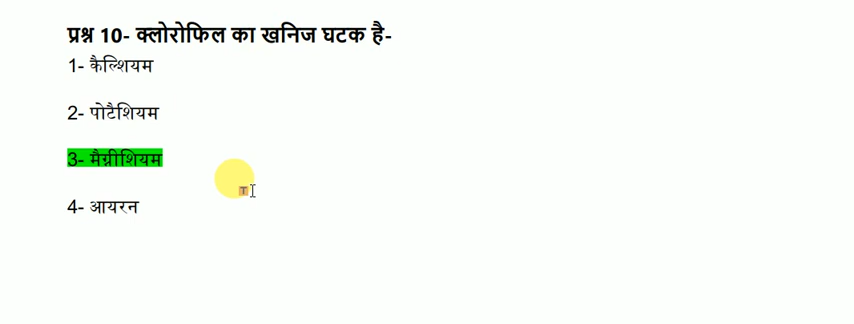 प्रश्न 10- क्लोरोफिल का खनिज घटक है-
1- कैल्शियम
2- पोटैशियम
3- मैग्नीशियम
4- आयरन